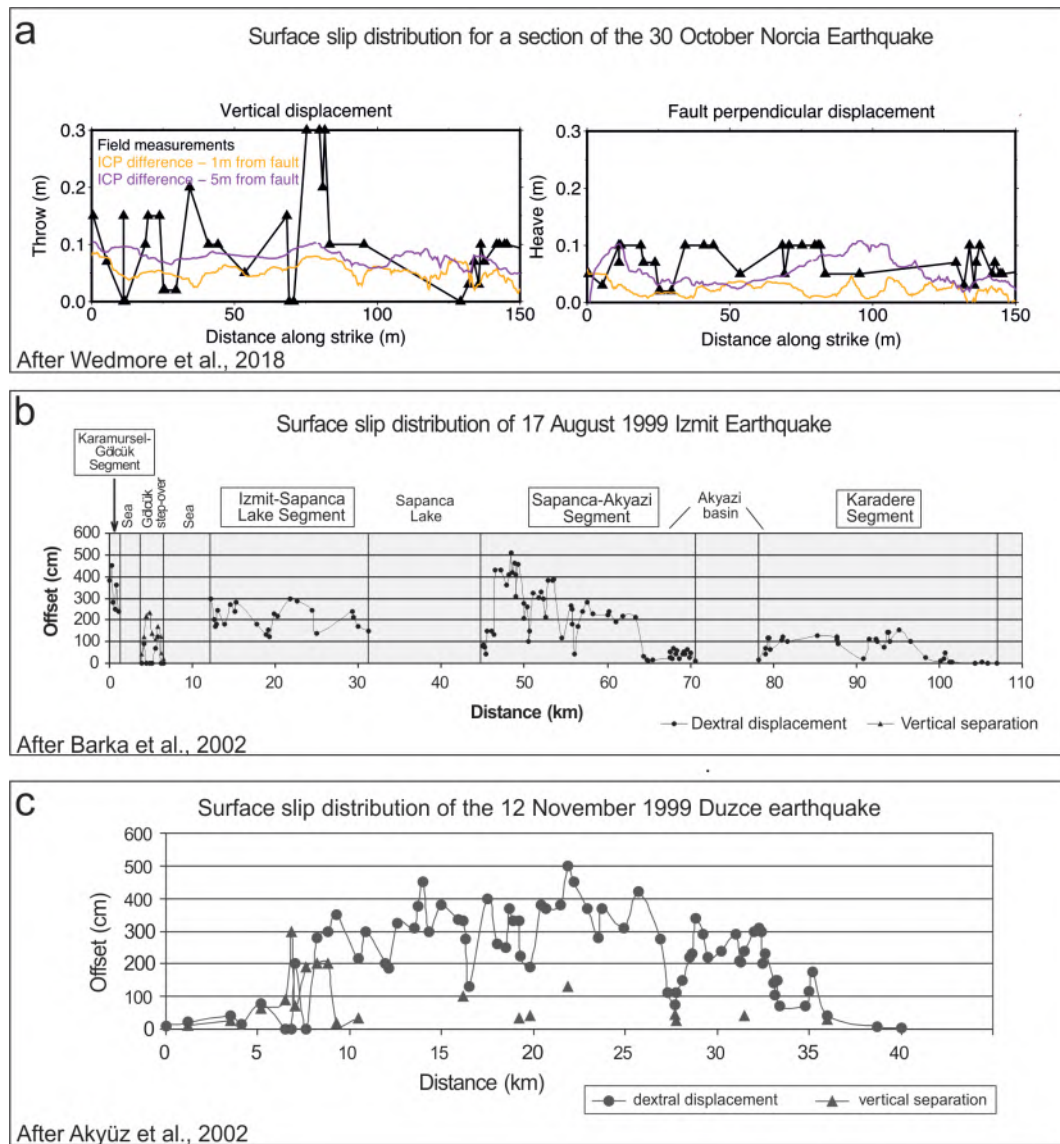 a
Surface slip distribution for a section of the 30 October Norcia Earthquake
Vertical displacement
Field measurements
ICP difference – 1m from fault
ICP difference – 5m from fault
Throw (m)
0.3
0.2
0.1
0.0
0 50 100 150
Distance along strike (m)
Fault perpendicular displacement
Heave (m)
0.3
0.2
0.1
0.0
0 50 100 150
Distance along strike (m)
After Wedmore et al., 2018
b
Surface slip distribution of 17 August 1999 Izmit Earthquake
Karamursel-
Gölcük
Segment
Sea
Gölcük
step-over
Sea
Izmit-Sapanca
Lake Segment
Sapanca
Lake
Sapanca-Akyazi
Segment
Akyazi
basin
Karadere
Segment
Offset (cm)
600
500
400
300
200
100
0
0 10 20 30 40 50 60 70 80 90 100 110
Distance (km)
Dextral displacement
Vertical separation
After Barka et al., 2002
c
Surface slip distribution of the 12 November 1999 Duzce earthquake
Offset (cm)
600
500
400
300
200
100
0
0 5 10 15 20 25 30 35 40
Distance (km)
dextral displacement
vertical separation
After Akyüz et al., 2002